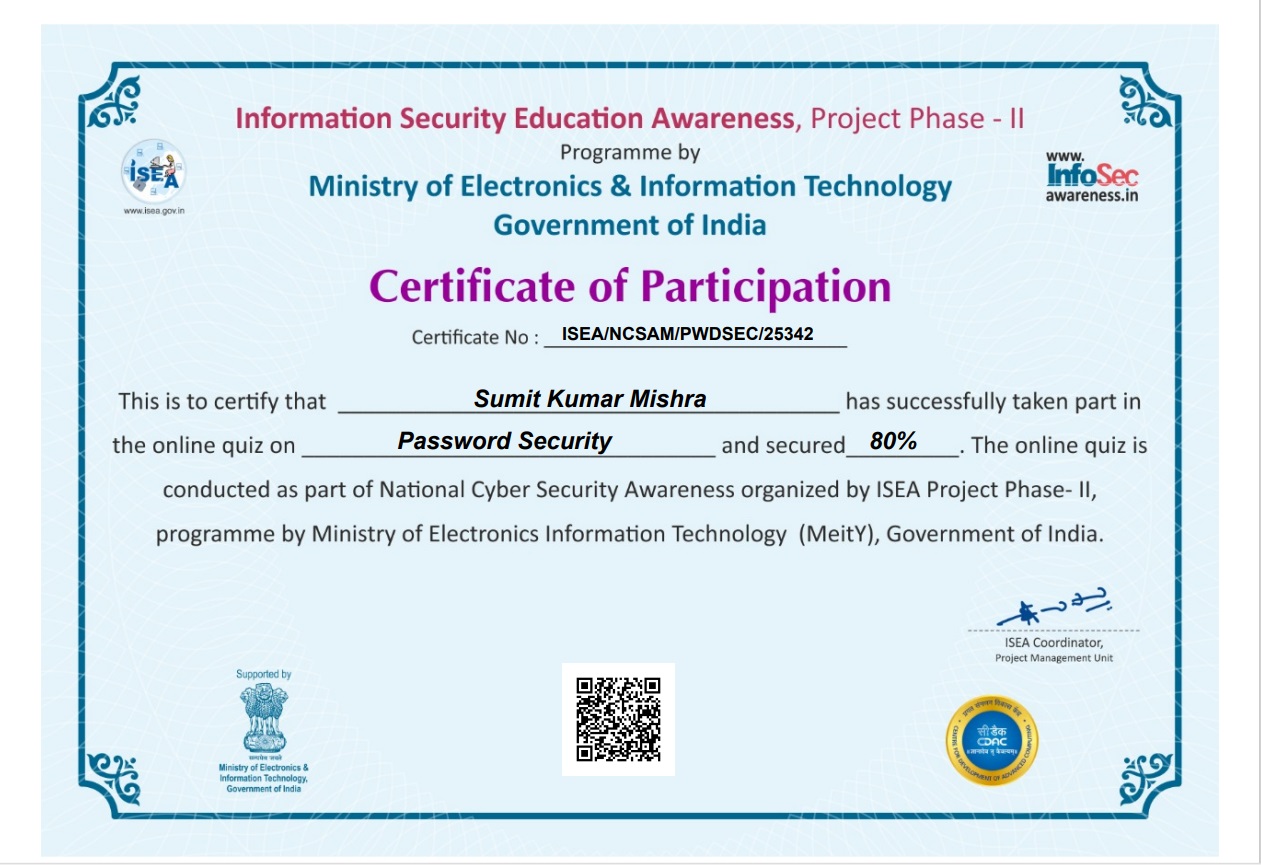 Information Security Education Awareness, Project Phase - II
Programme by
Ministry of Electronics & Information Technology
Government of India
ISEA
www.isea.gov.in
www.
InfoSec
awareness.in
Certificate of Participation
Certificate No : ISEA/NCSAM/PWDSEC/25342
This is to certify that Sumit Kumar Mishra has successfully taken part in
the online quiz on Password Security and secured 80% . The online quiz is
conducted as part of National Cyber Security Awareness organized by ISEA Project Phase- II,
programme by Ministry of Electronics Information Technology (MeitY), Government of India.
ISEA Coordinator,
Project Management Unit
Supported by
सत्यमेव जयते
Ministry of Electronics &
Information Technology,
Government of India
प्रगत संगणन विकास केंद्र
सी डैक
CDAC
CENTRE FOR DEVELOPMENT OF ADVANCED COMPUTING